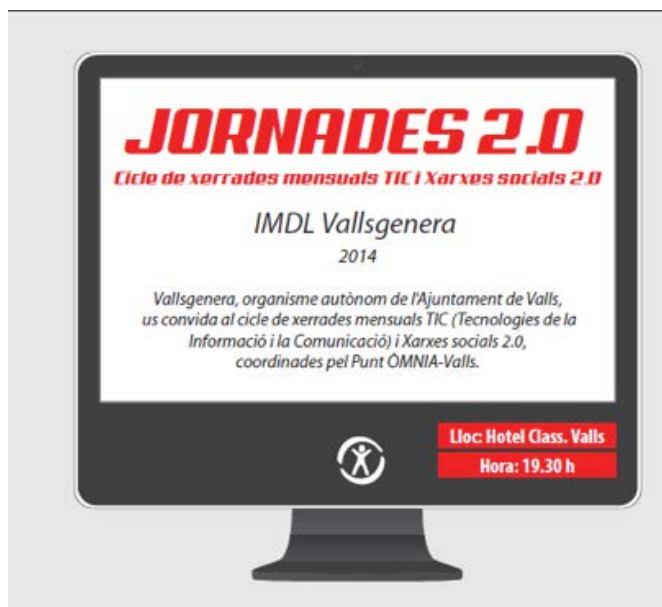 JORNADES 2.0
Cicle de xerrades mensuals TIC i Xarxes socials 2.0
IMDL Vallsgenera
2014
Vallsgenera, organisme autònom de l'Ajuntament de Valls,
us convida al cicle de xerrades mensuals TIC (Tecnologies de la
Informació i la Comunicació) i Xarxes socials 2.0,
coordinades pel Punt ÒMNIA-Valls.
Lloc: Hotel Class. Valls
Hora: 19.30 h